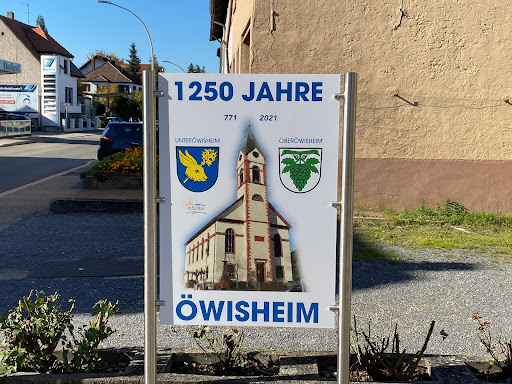 1250 JAHRE
771 2021
UNTERÖWISHEIM OBERÖWISHEIM
ÖWISHEIM